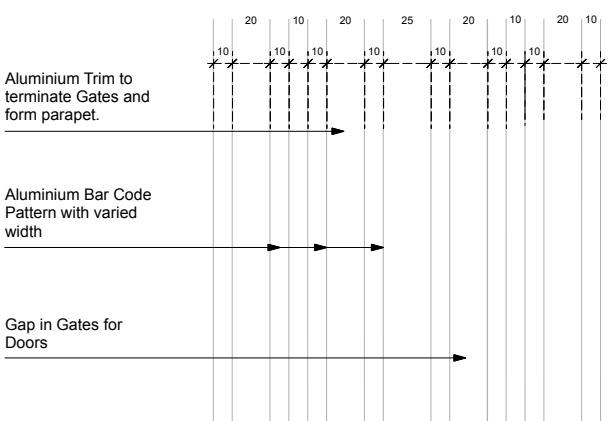 20 10 20 25 20 10 20 10
10 10 10 10 10 10 10
Aluminium Trim to
terminate Gates and
form parapet.
Aluminium Bar Code
Pattern with varied
width
Gap in Gates for
Doors